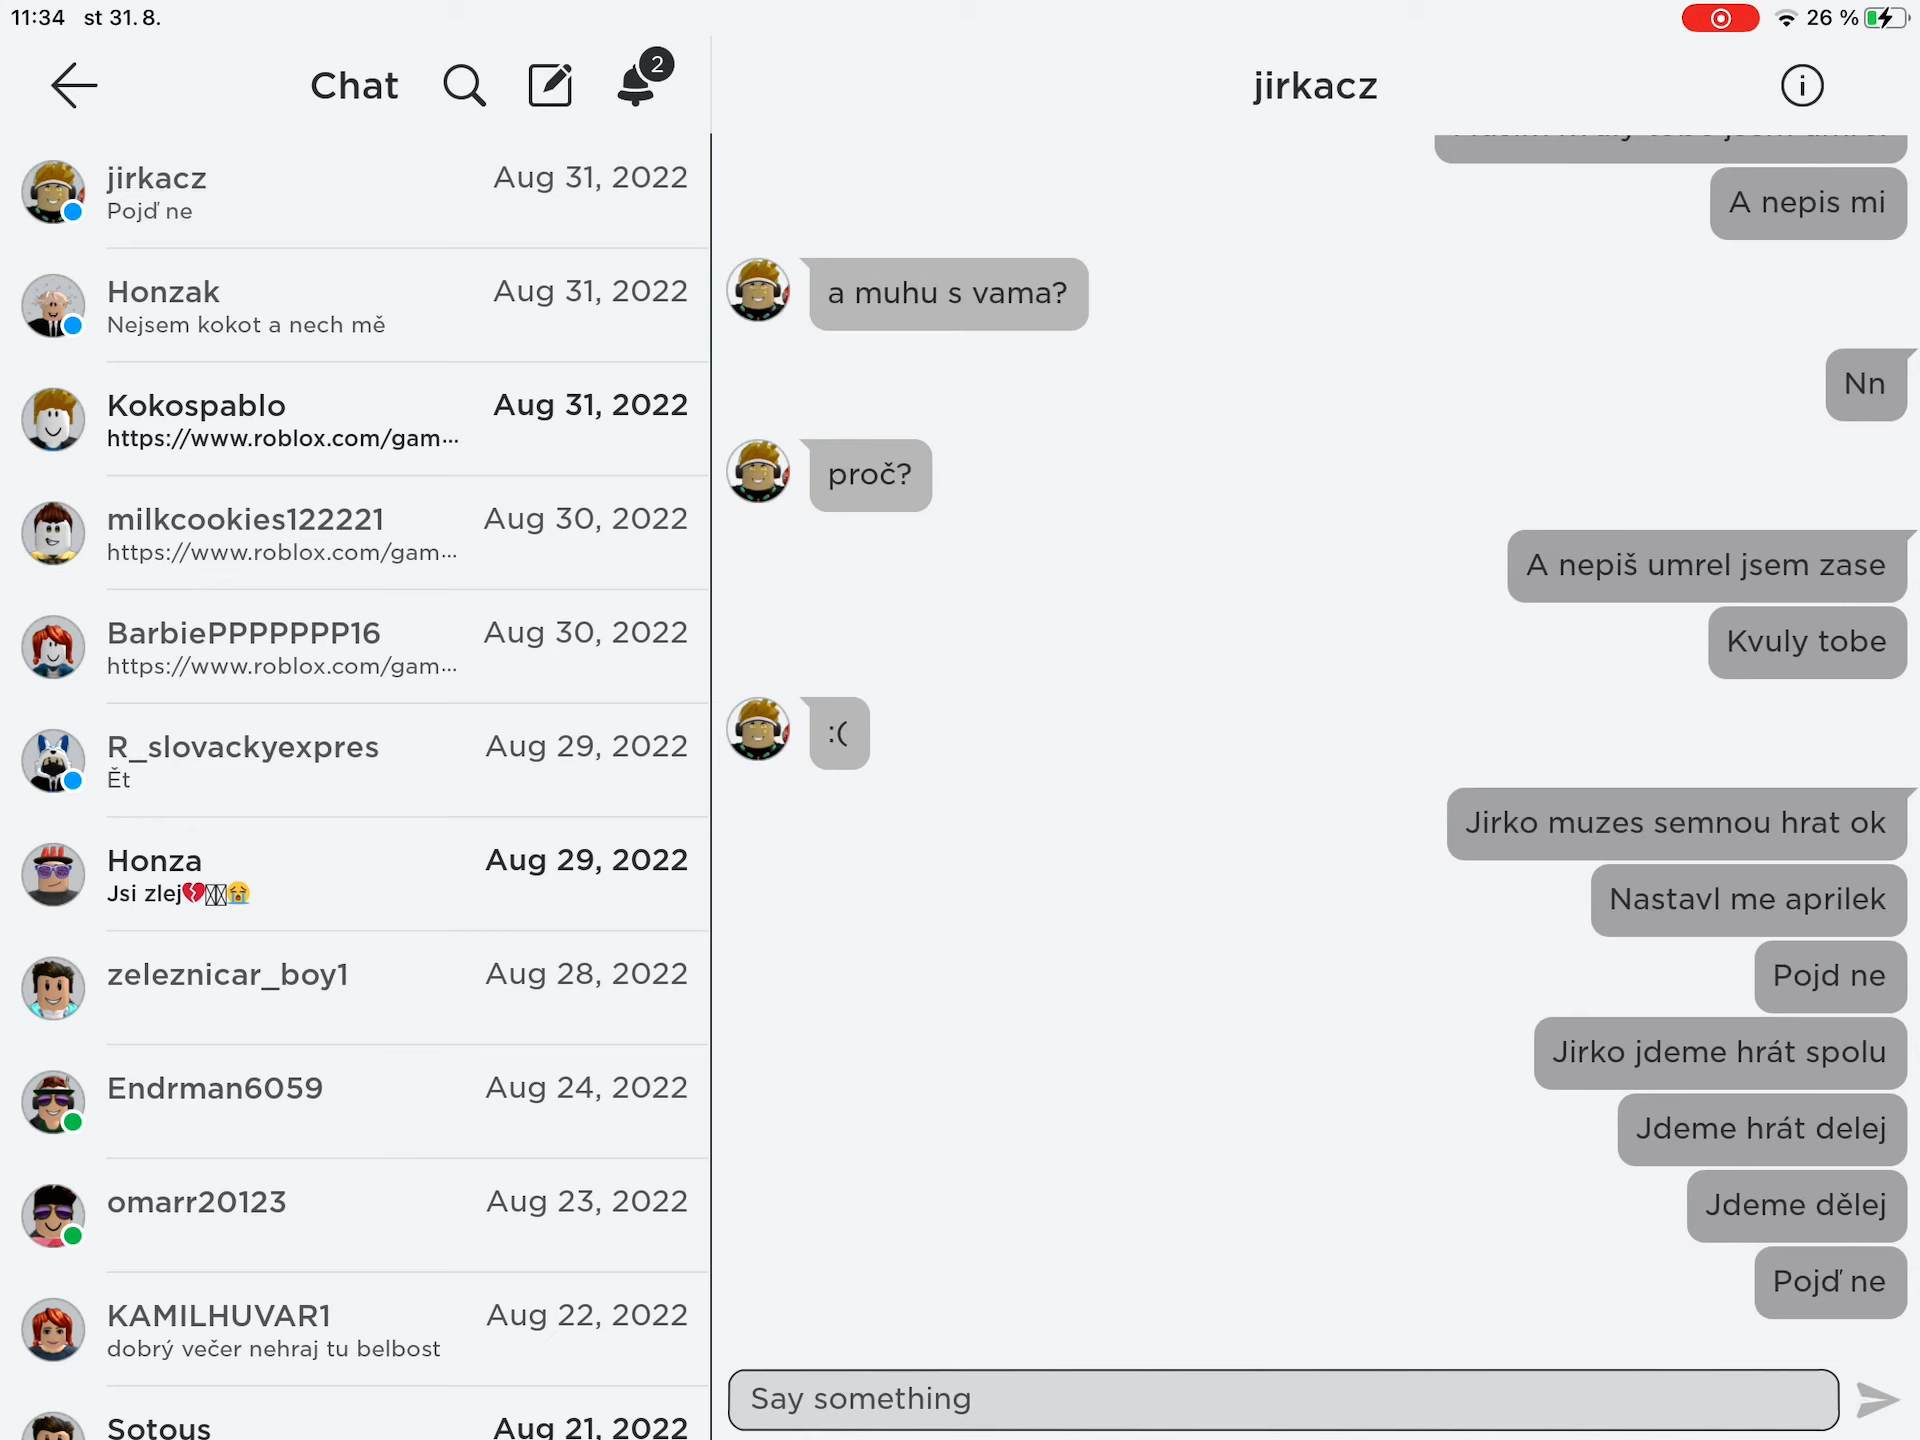 11:34 st 31. 8.
26 %
Chat
2
jirkacz
jirkacz Aug 31, 2022
Pojď ne
Honzak Aug 31, 2022
Nejsem kokot a nech mě
Kokospablo Aug 31, 2022
https://www.roblox.com/gam...
milkcookies122221 Aug 30, 2022
https://www.roblox.com/gam...
BarbiePPPPPPP16 Aug 30, 2022
https://www.roblox.com/gam...
R_slovackyexpres Aug 29, 2022
Ět
Honza Aug 29, 2022
Jsi zlej💔😭
zeleznicar_boy1 Aug 28, 2022
Endrman6059 Aug 24, 2022
omarr20123 Aug 23, 2022
KAMILHUVAR1 Aug 22, 2022
dobrý večer nehraj tu belbost
Sotous Aug 21, 2022
A nepis mi
a muhu s vama?
Nn
proč?
A nepiš umrel jsem zase
Kvuly tobe
:(
Jirko muzes semnou hrat ok
Nastavl me aprilek
Pojd ne
Jirko jdeme hrát spolu
Jdeme hrát delej
Jdeme dělej
Pojď ne
Say something